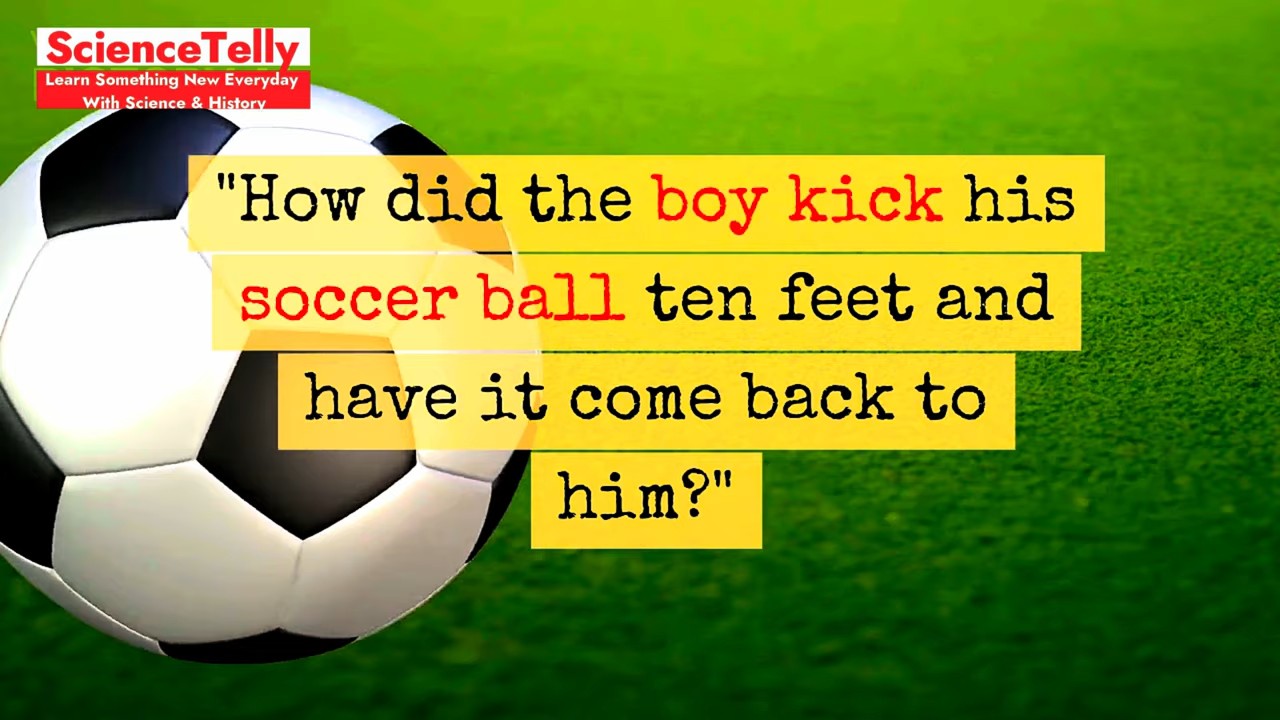 ScienceTelly
Learn Something New Everyday
With Science & History
"How did the boy kick his
soccer ball ten feet and
have it come back to
him?"